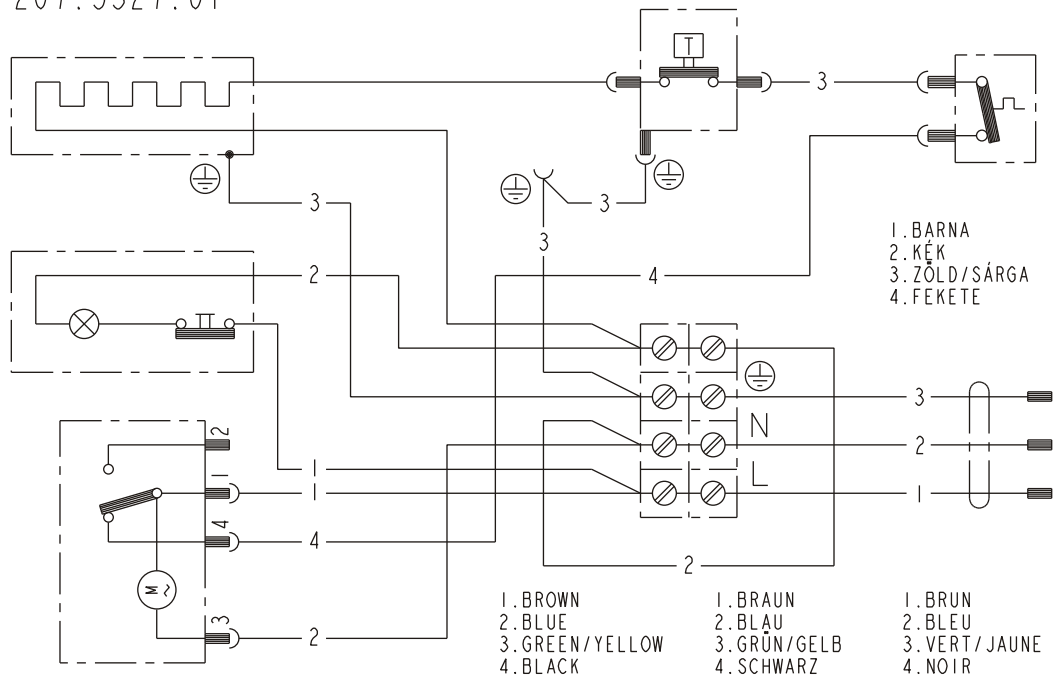 T
3
3
3
3
2
4
1.BARNA
2.KÉK
3.ZÖLD/SÁRGA
4.FEKETE
3
N
2
L
1
2
1
1
1
4
4
2
M ~
3
2
1.BROWN
2.BLUE
3.GREEN/YELLOW
4.BLACK
1.BRAUN
2.BLAU
3.GRÜN/GELB
4.SCHWARZ
1.BRUN
2.BLEU
3.VERT/JAUNE
4.NOIR